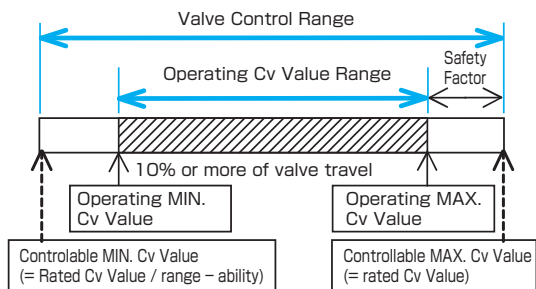 Valve Control Range
Safety
Factor
Operating Cv Value Range
10% or more of valve travel
Operating MIN.
Cv Value
Operating MAX.
Cv Value
Controlable MIN. Cv Value
(= Rated Cv Value / range – ability)
Controllable MAX. Cv Value
(= rated Cv value)